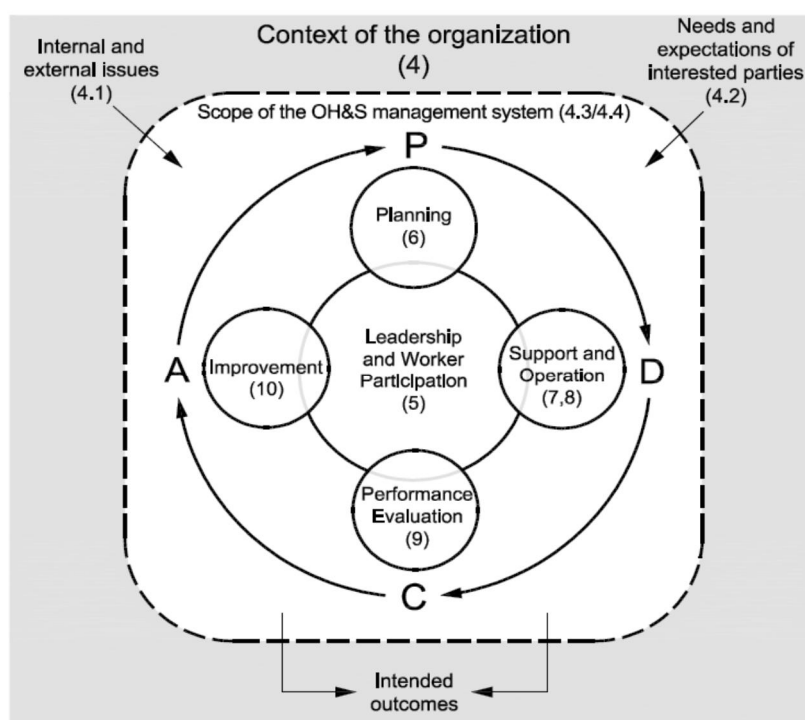 Context of the organization
(4)
Internal and
external issues
(4.1)
Needs and
expectations of
interested parties
(4.2)
Scope of the OH&S management system (4.3/4.4)
P
Planning
(6)
A
Improvement
(10)
Leadership
and Worker
Participation
(5)
Support and
Operation
(7,8)
D
Performance
Evaluation
(9)
C
Intended
outcomes